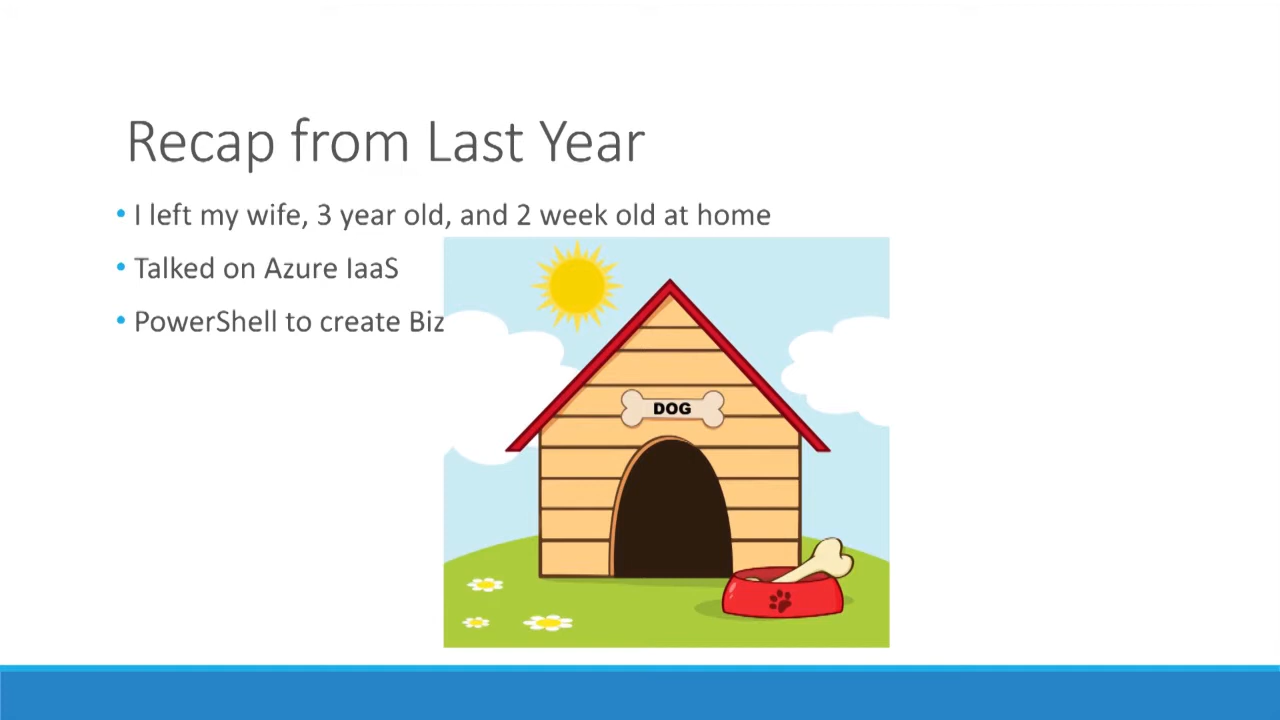 Recap from Last Year
• I left my wife, 3 year old, and 2 week old at home
• Talked on Azure IaaS
• PowerShell to create Biz
DOG